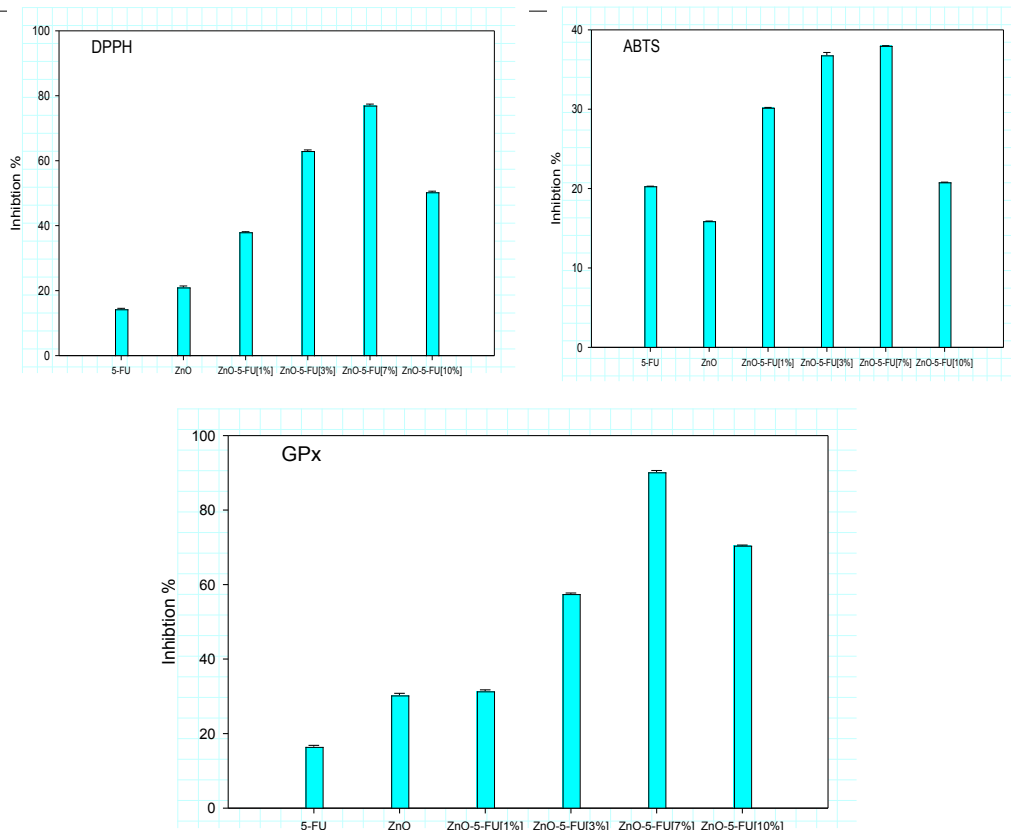 DPPH
Inhibtion %
100
80
60
40
20
0
5-FU ZnO ZnO-5-FU[1%] ZnO-5-FU[3%] ZnO-5-FU[7%] ZnO-5-FU[10%]
ABTS
Inhibtion %
40
30
20
10
0
5-FU ZnO ZnO-5-FU[1%] ZnO-5-FU[3%] ZnO-5-FU[7%] ZnO-5-FU[10%]
GPx
Inhibtion %
100
80
60
40
20
0
5-FU ZnO ZnO-5-FU[1%] ZnO-5-FU[3%] ZnO-5-FU[7%] ZnO-5-FU[10%]